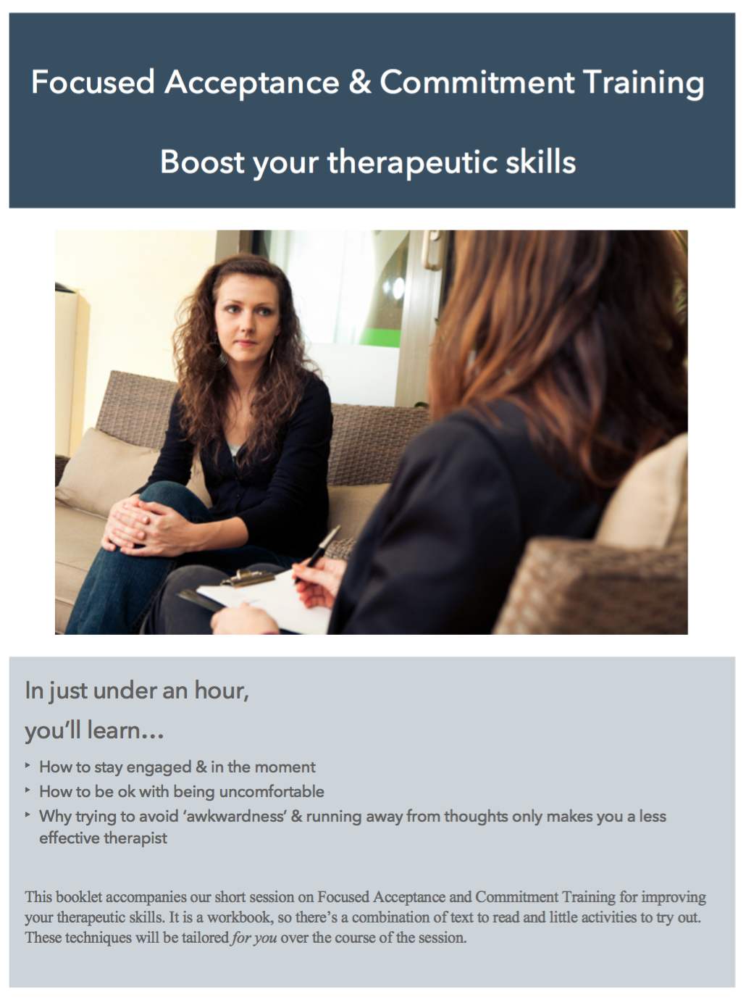 Focused Acceptance & Commitment Training
Boost your therapeutic skills
In just under an hour,
you’ll learn…
‣ How to stay engaged & in the moment
‣ How to be ok with being uncomfortable
‣ Why trying to avoid ‘awkwardness’ & running away from thoughts only makes you a less
effective therapist
This booklet accompanies our short session on Focused Acceptance and Commitment Training for improving
your therapeutic skills. It is a workbook, so there’s a combination of text to read and little activities to try out.
These techniques will be tailored for you over the course of the session.